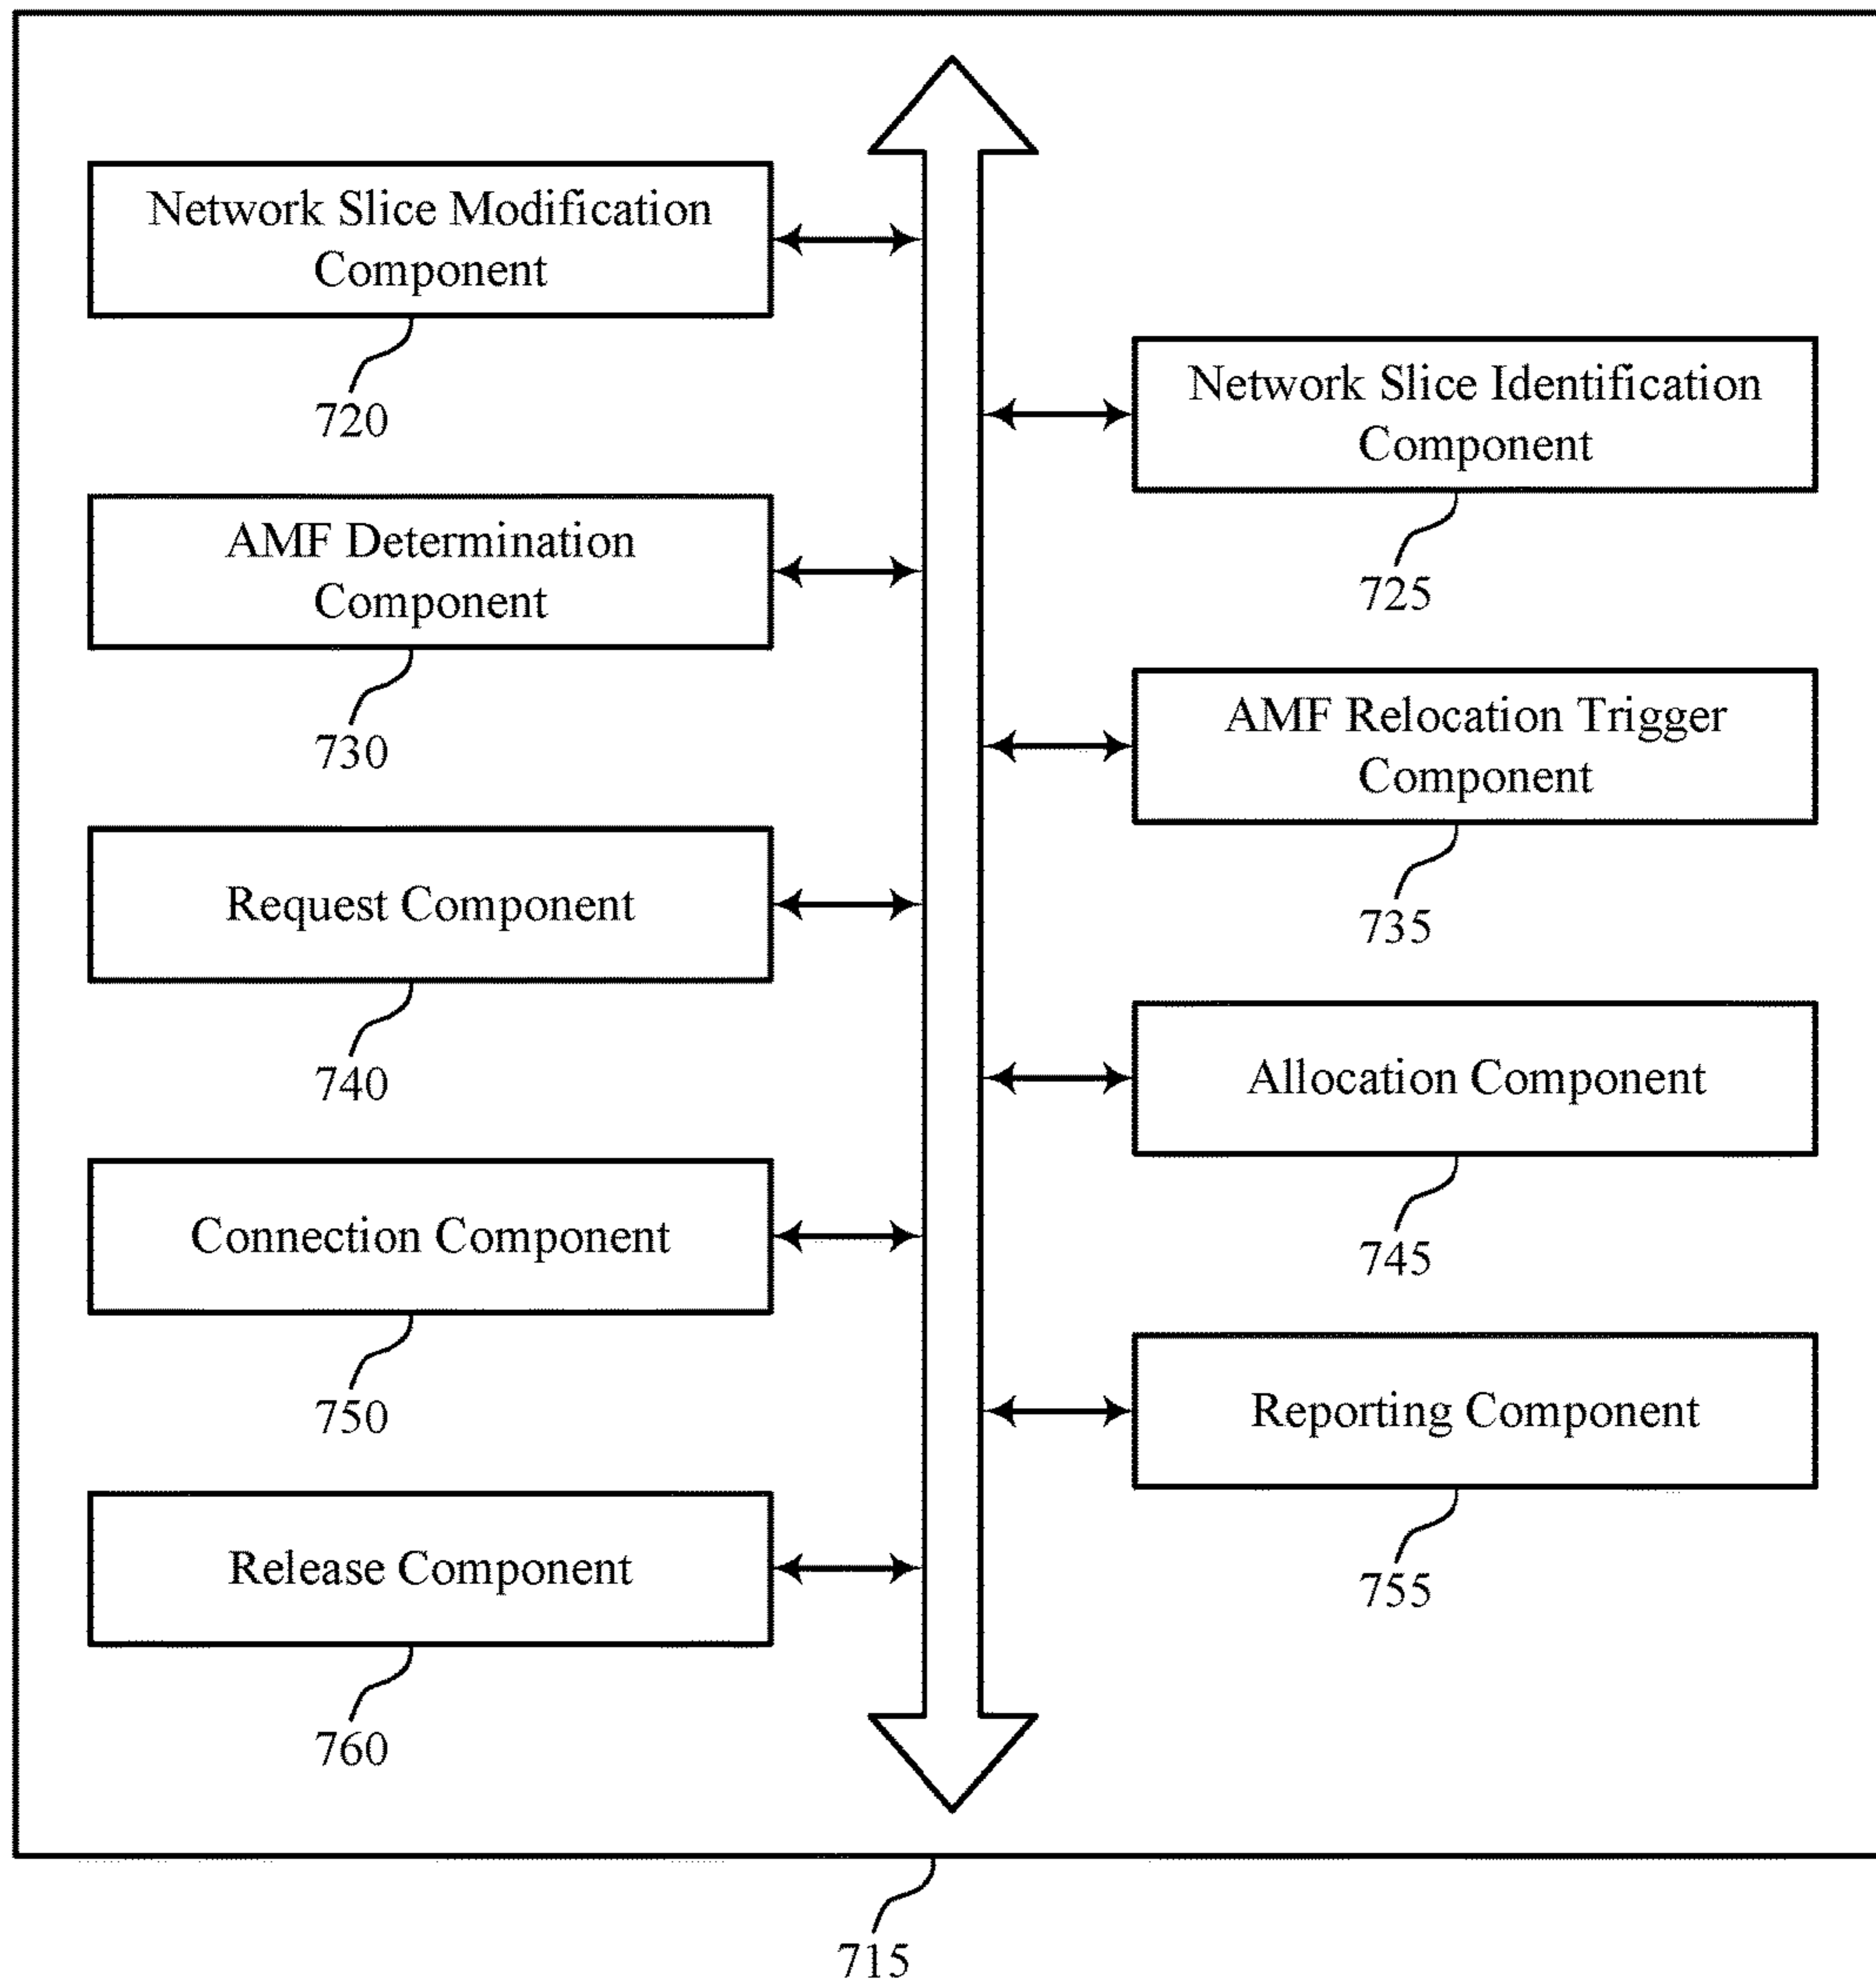 Network Slice Modification
Component
720
Network Slice Identification
Component
725
AMF Determination
Component
730
AMF Relocation Trigger
Component
735
Request Component
740
Allocation Component
745
Connection Component
750
Reporting Component
755
Release Component
760
715